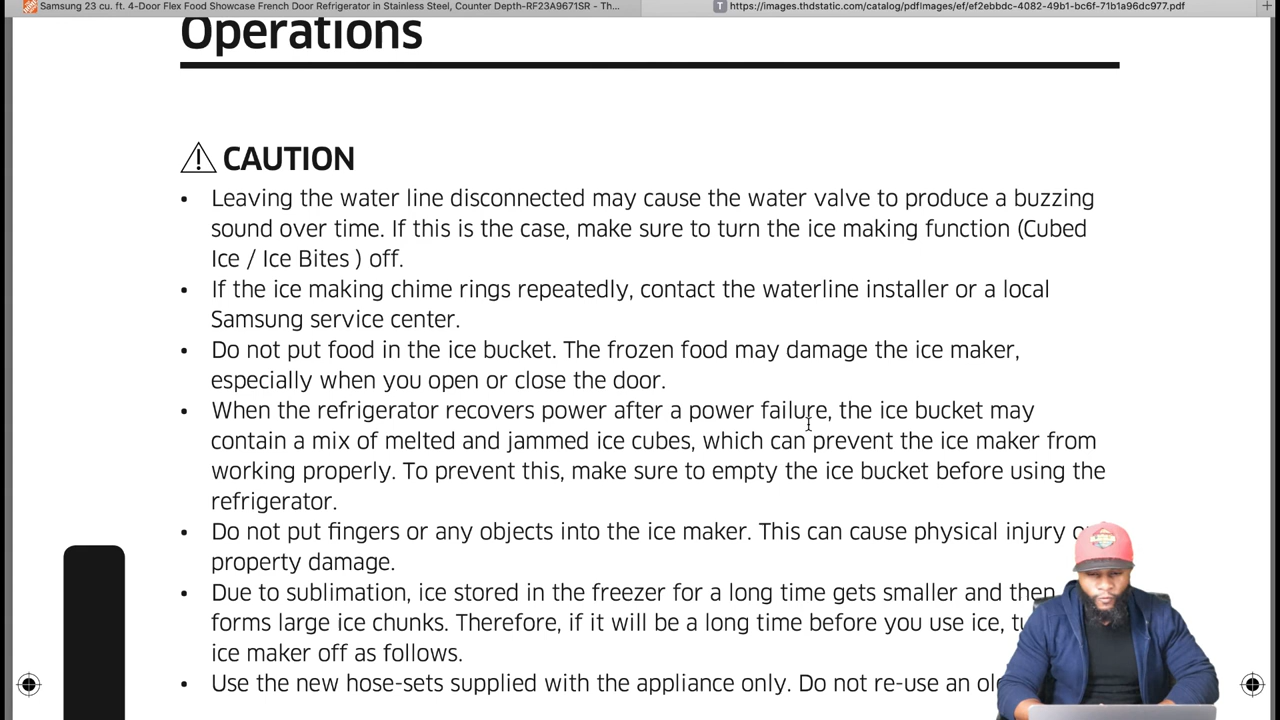 Samsung 23 cu. ft. 4-Door Flex Food Showcase French Door Refrigerator in Stainless Steel, Counter Depth-RF23A9671SR - Th...
T https://images.thdstatic.com/catalog/pdfImages/ef/ef2ebbdc-4082-49b1-bc6f-71b1a96dc977.pdf
Operations
CAUTION
• Leaving the water line disconnected may cause the water valve to produce a buzzing
sound over time. If this is the case, make sure to turn the ice making function (Cubed
Ice / Ice Bites ) off.
• If the ice making chime rings repeatedly, contact the waterline installer or a local
Samsung service center.
• Do not put food in the ice bucket. The frozen food may damage the ice maker,
especially when you open or close the door.
• When the refrigerator recovers power after a power failure, the ice bucket may
contain a mix of melted and jammed ice cubes, which can prevent the ice maker from
working properly. To prevent this, make sure to empty the ice bucket before using the
refrigerator.
• Do not put fingers or any objects into the ice maker. This can cause physical injury
property damage.
• Due to sublimation, ice stored in the freezer for a long time gets smaller and then
forms large ice chunks. Therefore, if it will be a long time before you use ice,
ice maker off as follows.
• Use the new hose-sets supplied with the appliance only. Do not re-use an